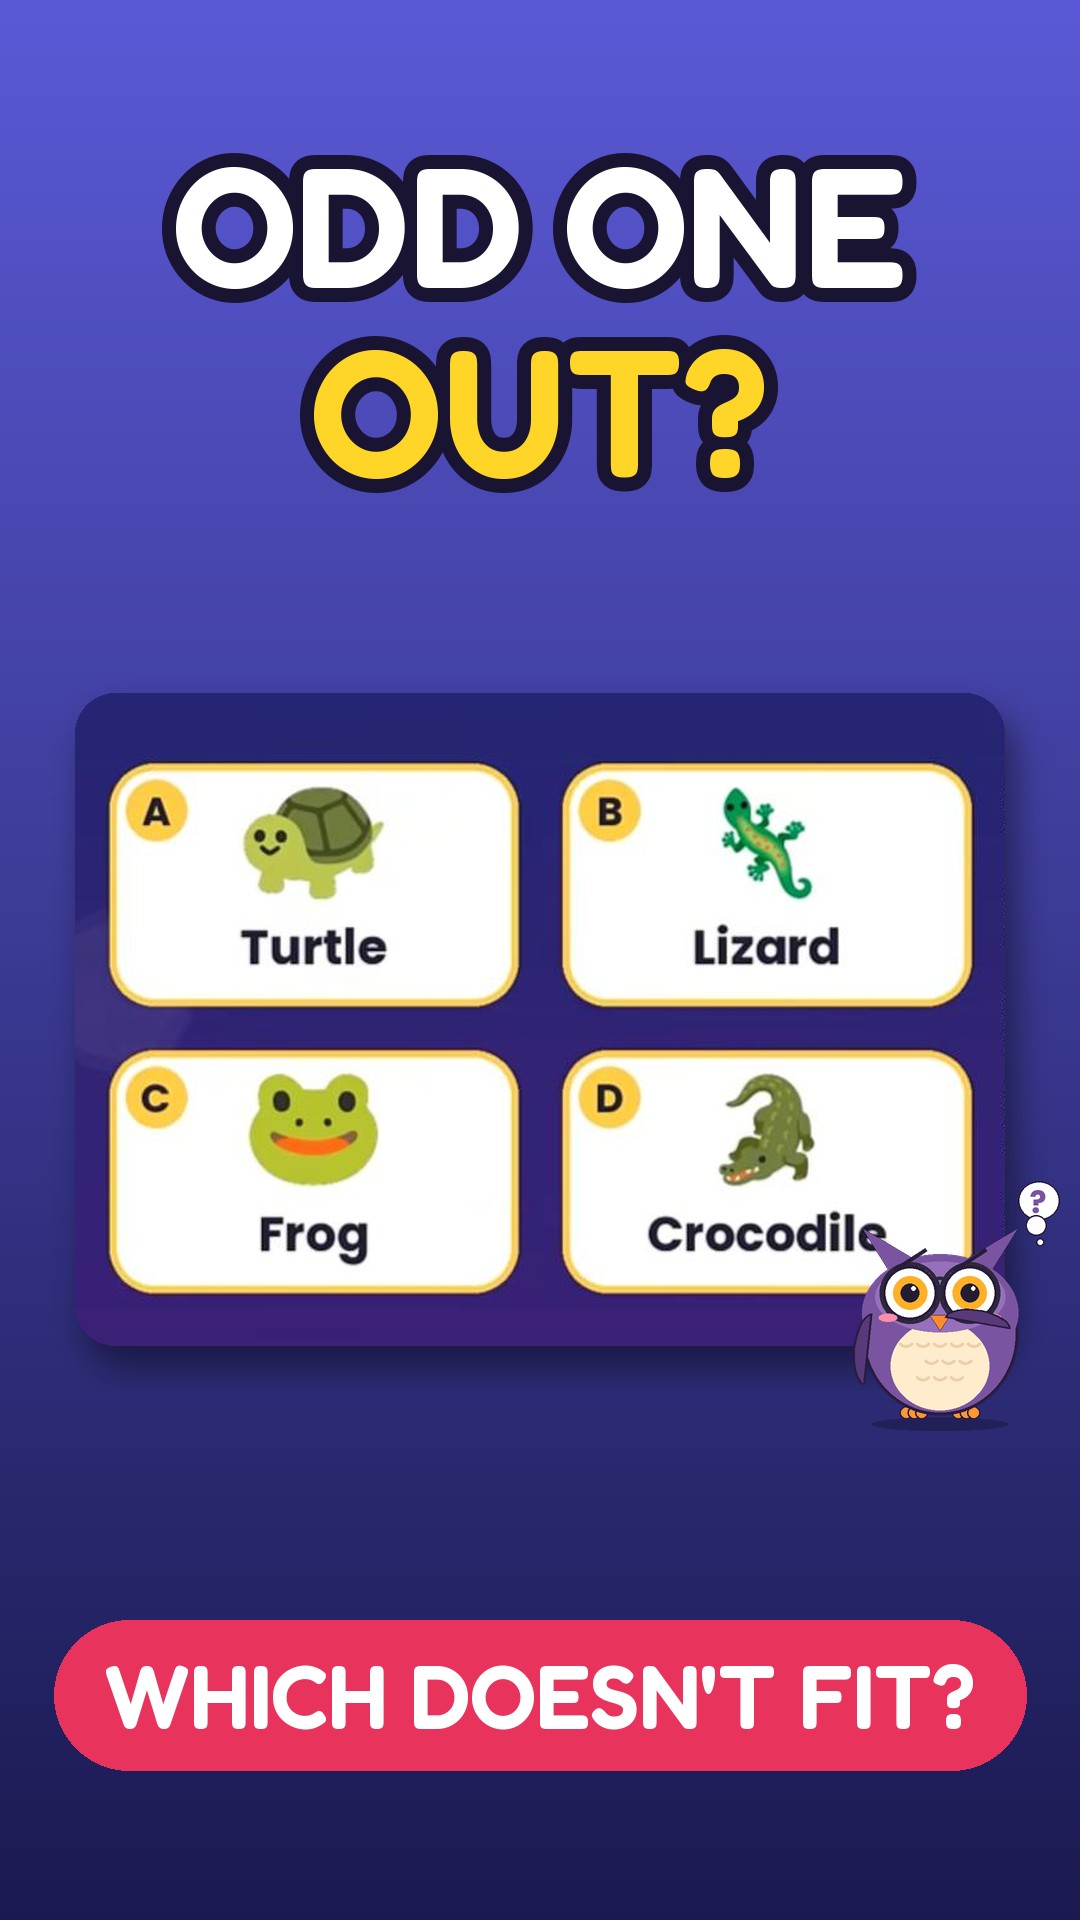 ODD ONE
OUT?
A
Turtle
B
Lizard
C
Frog
D
Crocodile
?
WHICH DOESN'T FIT?